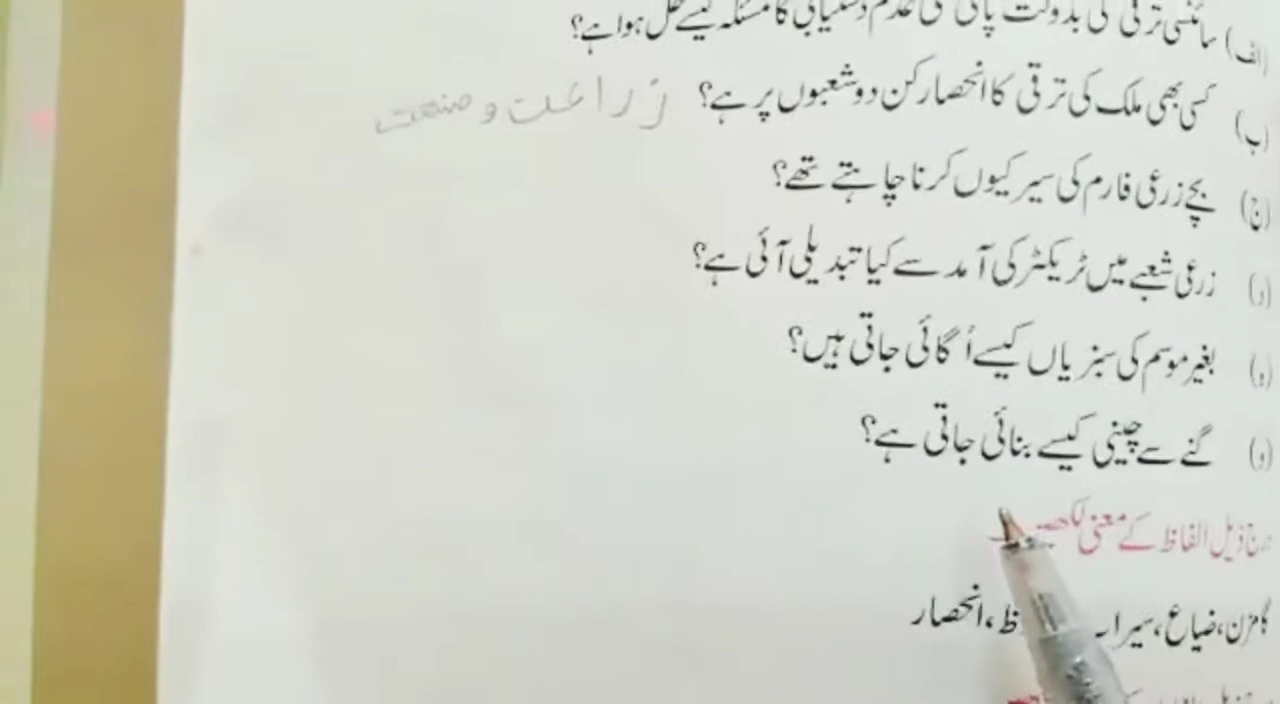 (الف) سائنسی ترقی کی بدولت پانی کی عدم دستیابی کا مسئلہ کیسے حل ہوا ہے؟
(ب) کسی بھی ملک کی ترقی کا انحصار کن دو شعبوں پر ہے؟ زراعت و صنعت
(ج) بچے زرعی فارم کی سیر کیوں کرنا چاہتے تھے؟
(د) زرعی شعبے میں ٹریکٹر کی آمد سے کیا تبدیلی آئی ہے؟
(ہ) بغیر موسم کی سبزیاں کیسے اُگائی جاتی ہیں؟
(و) گنے سے چینی کیسے بنائی جاتی ہے؟
درج ذیل الفاظ کے معنی لکھیں
گامزن، ضیاع، انحصار